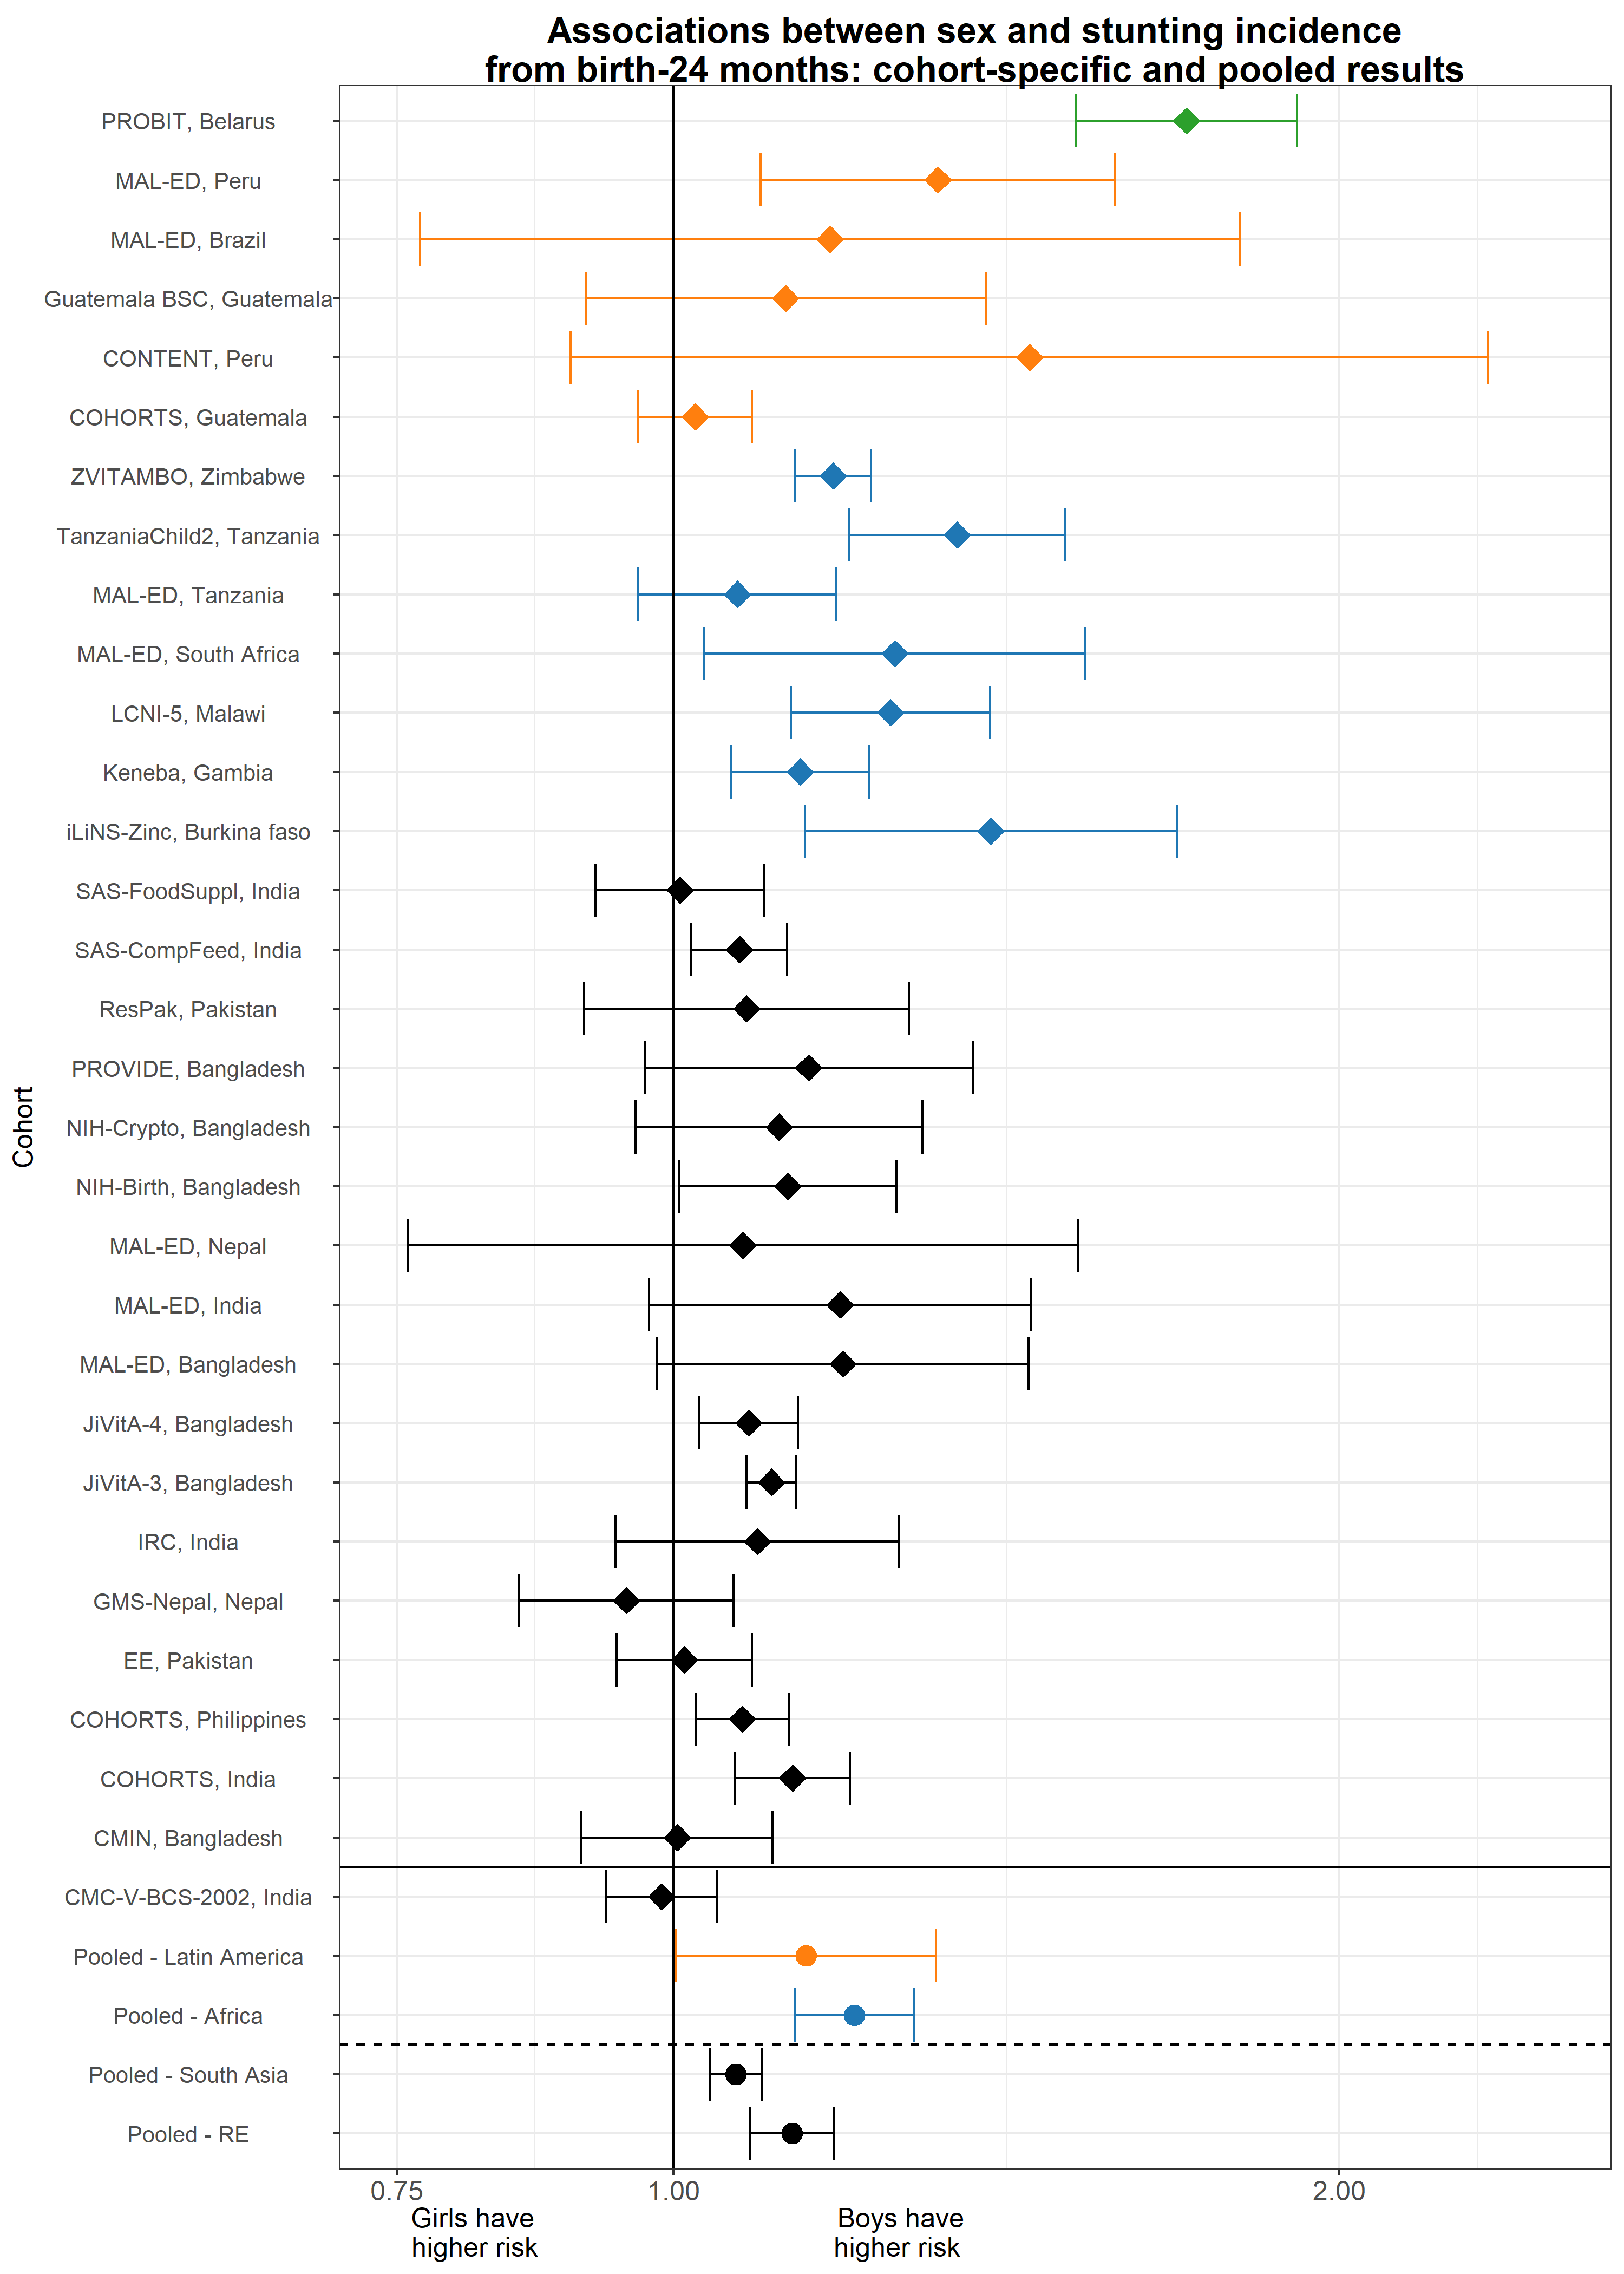 Associations between sex and stunting incidence
from birth-24 months: cohort-specific and pooled results
PROBIT, Belarus
MAL-ED, Peru
MAL-ED, Brazil
Guatemala BSC, Guatemala
CONTENT, Peru
COHORTS, Guatemala
ZVITAMBO, Zimbabwe
TanzaniaChild2, Tanzania
MAL-ED, Tanzania
MAL-ED, South Africa
LCNI-5, Malawi
Keneba, Gambia
iLiNS-Zinc, Burkina faso
SAS-FoodSuppl, India
SAS-CompFeed, India
ResPak, Pakistan
PROVIDE, Bangladesh
NIH-Crypto, Bangladesh
NIH-Birth, Bangladesh
MAL-ED, Nepal
MAL-ED, India
MAL-ED, Bangladesh
JiVitA-4, Bangladesh
JiVitA-3, Bangladesh
IRC, India
GMS-Nepal, Nepal
EE, Pakistan
COHORTS, Philippines
COHORTS, India
CMIN, Bangladesh
CMC-V-BCS-2002, India
Pooled - Latin America
Pooled - Africa
Pooled - South Asia
Pooled - RE
Cohort
0.75 1.00 2.00
Girls have
higher risk
Boys have
higher risk